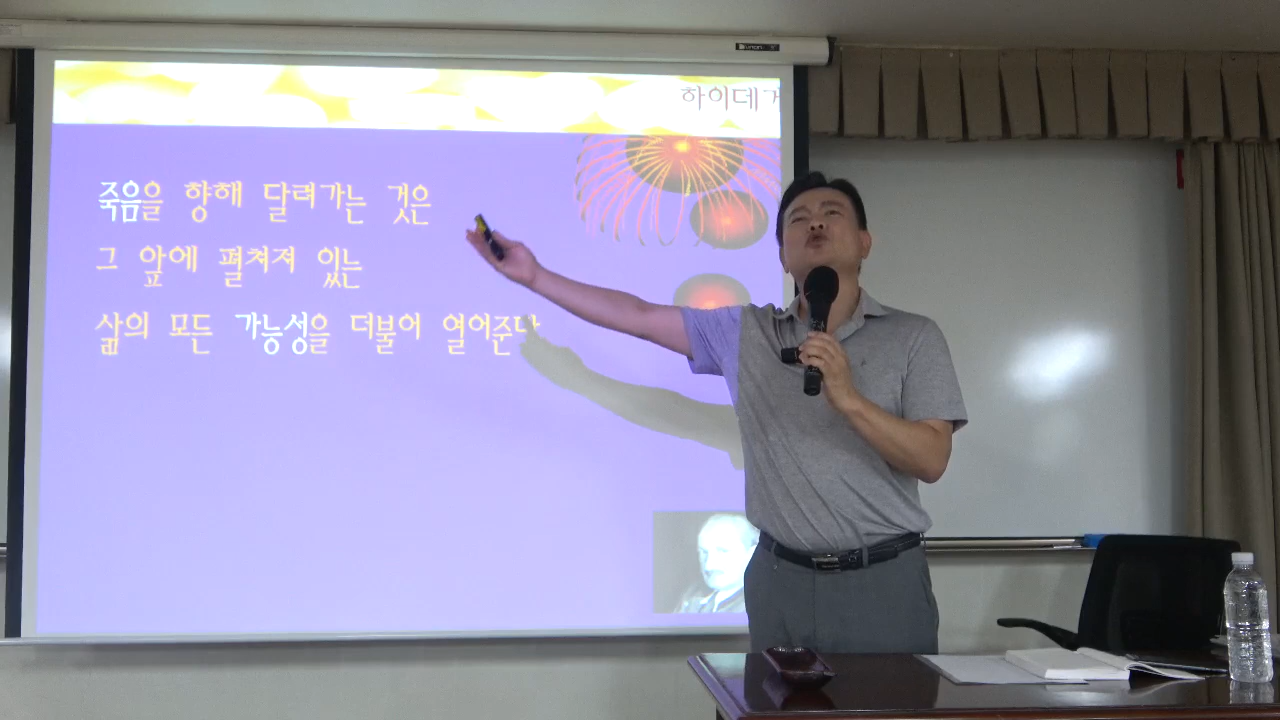 하이데거
죽음을 향해 달려가는 것은
그 앞에 펼쳐져 있는
삶의 모든 가능성을 더불어 열어준다